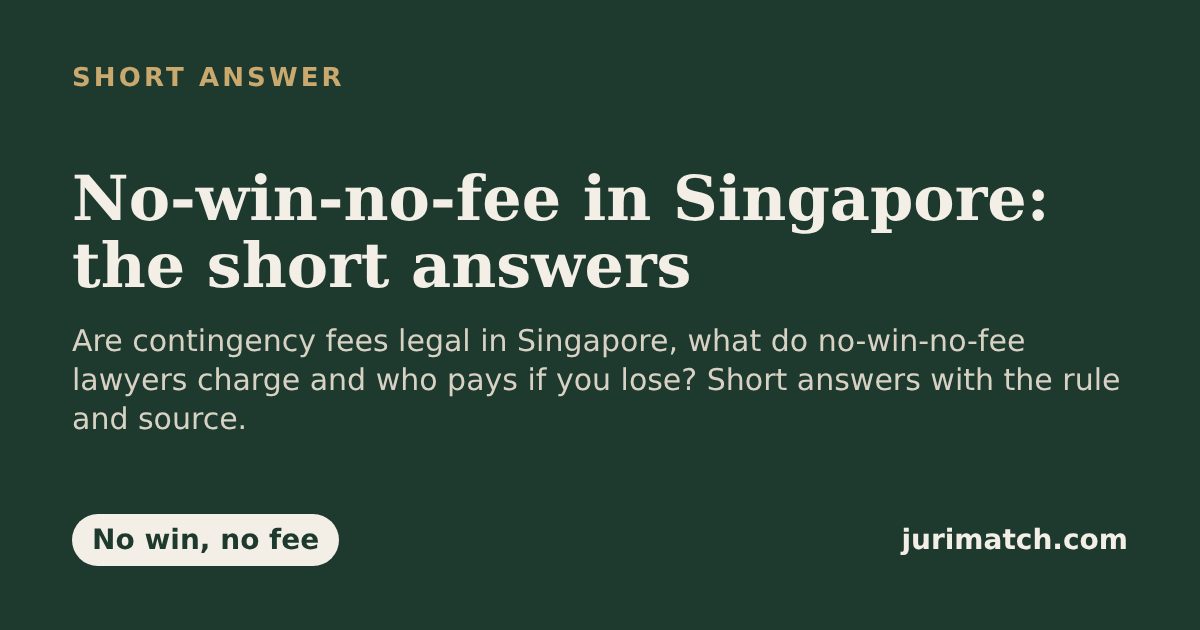 SHORT ANSWER
No-win-no-fee in Singapore:
the short answers
Are contingency fees legal in Singapore, what do no-win-no-fee
lawyers charge and who pays if you lose? Short answers with the rule
and source.
No win, no fee
jurimatch.com